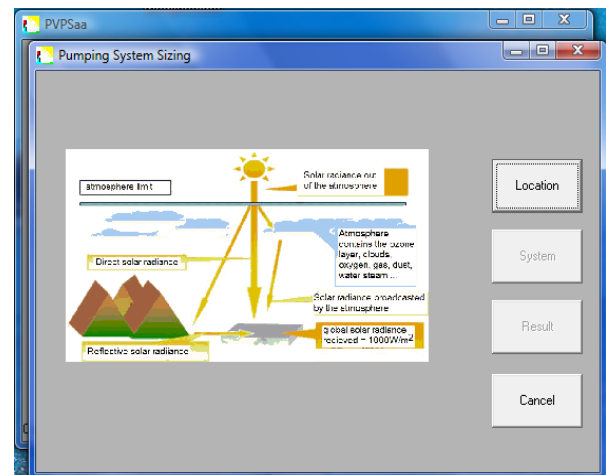 PVPSaa
Pumping System Sizing
Solar radiance out
of the atmosphere
atmosphere limit
Atmosphere
contains the ozone
layer, clouds,
oxygen, gas, dust,
water steam ...
Direct solar radiance
Solar radiance broadcasted
by the atmosphere
global solar radiance
recieved = 1000W/m2
Reflective solar radiance
Location
System
Result
Cancel